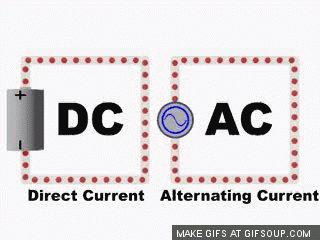 +
DC
AC
-
Direct Current
Alternating Current
MAKE GIFS AT GIFSOUP.COM